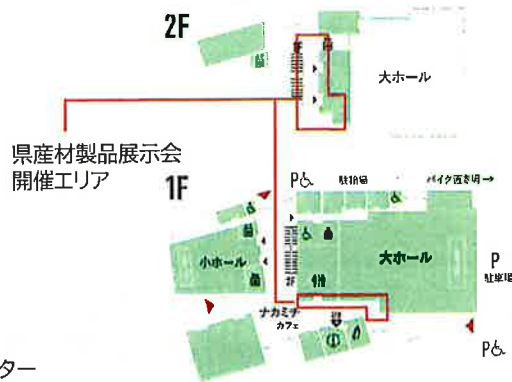 2F
大ホール
県産材製品展示会
開催エリア
1F
P
駐輪場
バイク置き場→
小ホール
2F
大ホール
P
駐車場
ナカミチ
カフェ
P
ター